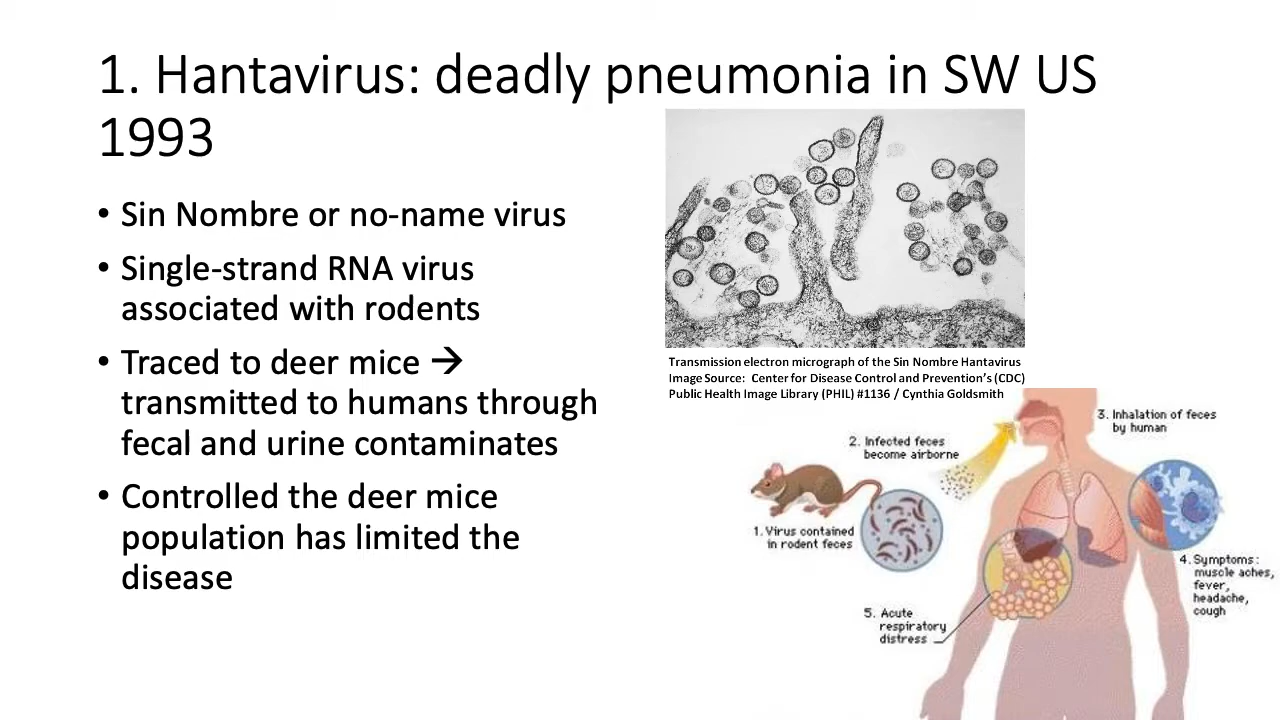 1. Hantavirus: deadly pneumonia in SW US
1993
• Sin Nombre or no-name virus
• Single-strand RNA virus
associated with rodents
• Traced to deer mice →
transmitted to humans through
fecal and urine contaminates
• Controlled the deer mice
population has limited the
disease
Transmission electron micrograph of the Sin Nombre Hantavirus
Image Source: Center for Disease Control and Prevention's (CDC)
Public Health Image Library (PHIL) #1136 / Cynthia Goldsmith
1. Virus contained
in rodent feces
2. Infected feces
become airborne
3. Inhalation of feces
by human
4. Symptoms:
muscle aches,
fever,
headache,
cough
5. Acute
respiratory
distress